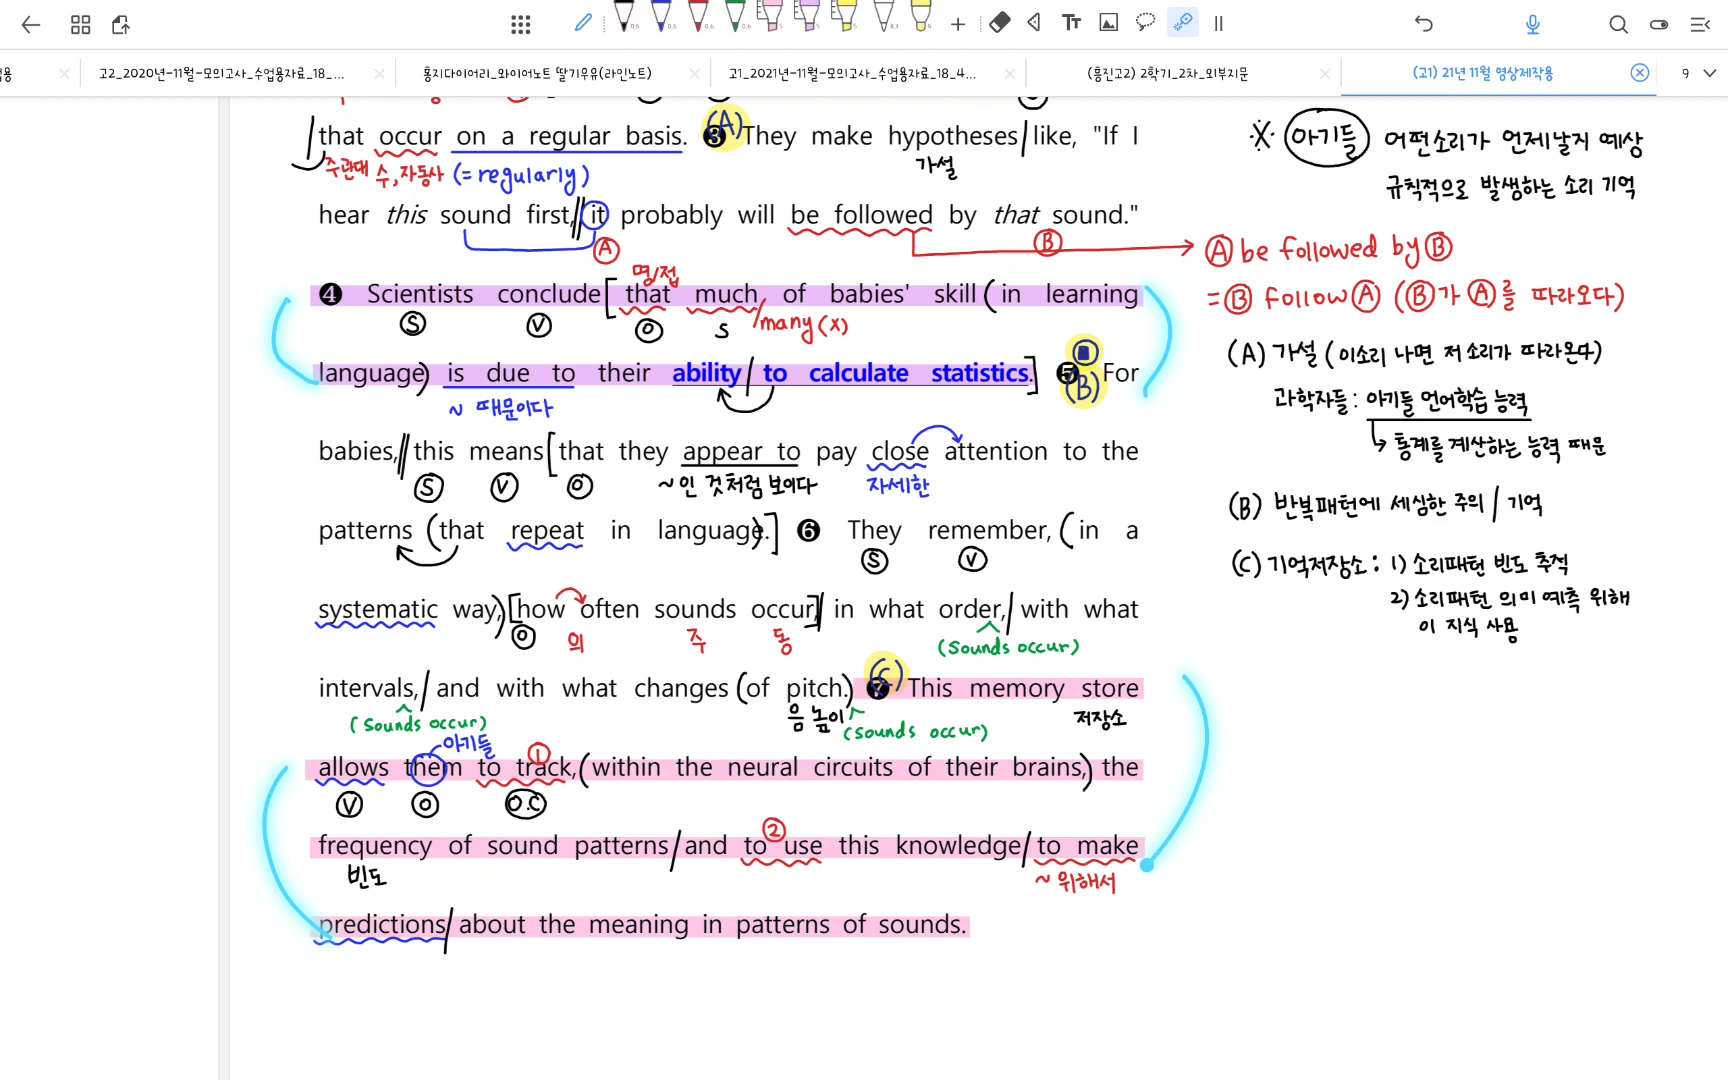 고2_2020년-11월-모의고사_수업용자료_18_...
홍지다이어리_와이어노트 딸기우유(라인노트)
고1_2021년-11월-모의고사_수업용자료_18_4...
(홍진고2) 2학기_2차_외부지문
(고1) 21년 11월 영상제작용
9
that occur on a regular basis. ❸ (A) They make hypotheses / like, "If I
주관대 수, 자동사 (= regularly) 가설
hear this sound first, // it probably will be followed by that sound."
Ⓐ Ⓑ
명/접
❹ Scientists conclude [ that much of babies' skill ( in learning
Ⓢ Ⓥ Ⓞ S / many (x)
language) is due to their ability / to calculate statistics. ] ❺ (B) For
~ 때문이다
babies, // this means [ that they appear to pay close attention to the
Ⓢ Ⓥ Ⓞ ~인 것처럼 보이다 자세한
patterns ( that repeat in language). ] ❻ They remember, ( in a
Ⓢ Ⓥ
systematic way,) [ how often sounds occur, ] / in what order, / with what
Ⓞ 의 주 동 (Sounds occur)
intervals, / and with what changes ( of pitch.) ❼ (C) This memory store
(Sounds occur) 음 높이 (Sounds occur) 저장소
아기들 ①
allows them to track, ( within the neural circuits of their brains, ) the
Ⓥ Ⓞ O.C
②
frequency of sound patterns / and to use this knowledge / to make
빈도 ~ 위해서
predictions / about the meaning in patterns of sounds.
※ 아기들 어떤소리가 언제날지 예상
규칙적으로 발생하는 소리 기억
Ⓐ be followed by Ⓑ
= Ⓑ follow Ⓐ (Ⓑ가 Ⓐ를 따라오다)
(A) 가설 (이소리 나면 저 소리가 따라온다)
과학자들 : 아기들 언어학습 능력
↳ 통계를 계산하는 능력 때문
(B) 반복패턴에 세심한 주의 / 기억
(C) 기억저장소 : 1) 소리패턴 빈도 추적
2) 소리패턴 의미 예측 위해
이 지식 사용